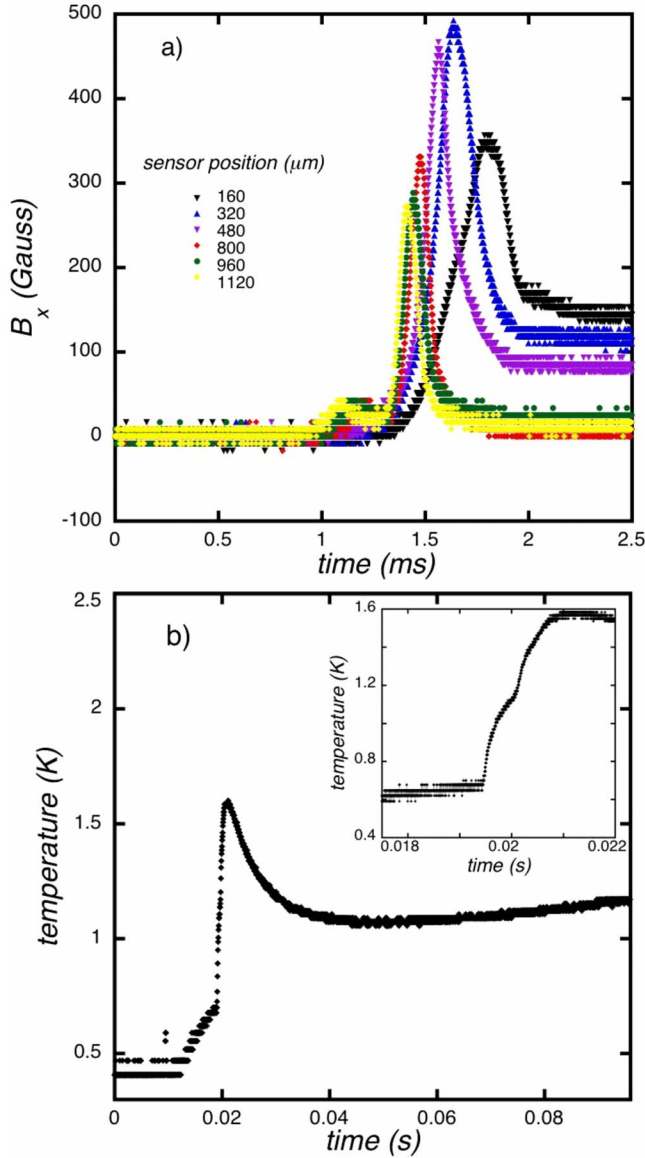 a)
500
400
300
200
100
0
-100
B_x (Gauss)
sensor position (μm)
160
320
480
800
960
1120
0 0.5 1 1.5 2 2.5
time (ms)
b)
2.5
2
1.5
1
0.5
temperature (K)
0 0.02 0.04 0.06 0.08
time (s)
1.6
1.2
0.8
0.4
temperature (K)
0.018 0.02 0.022
time (s)